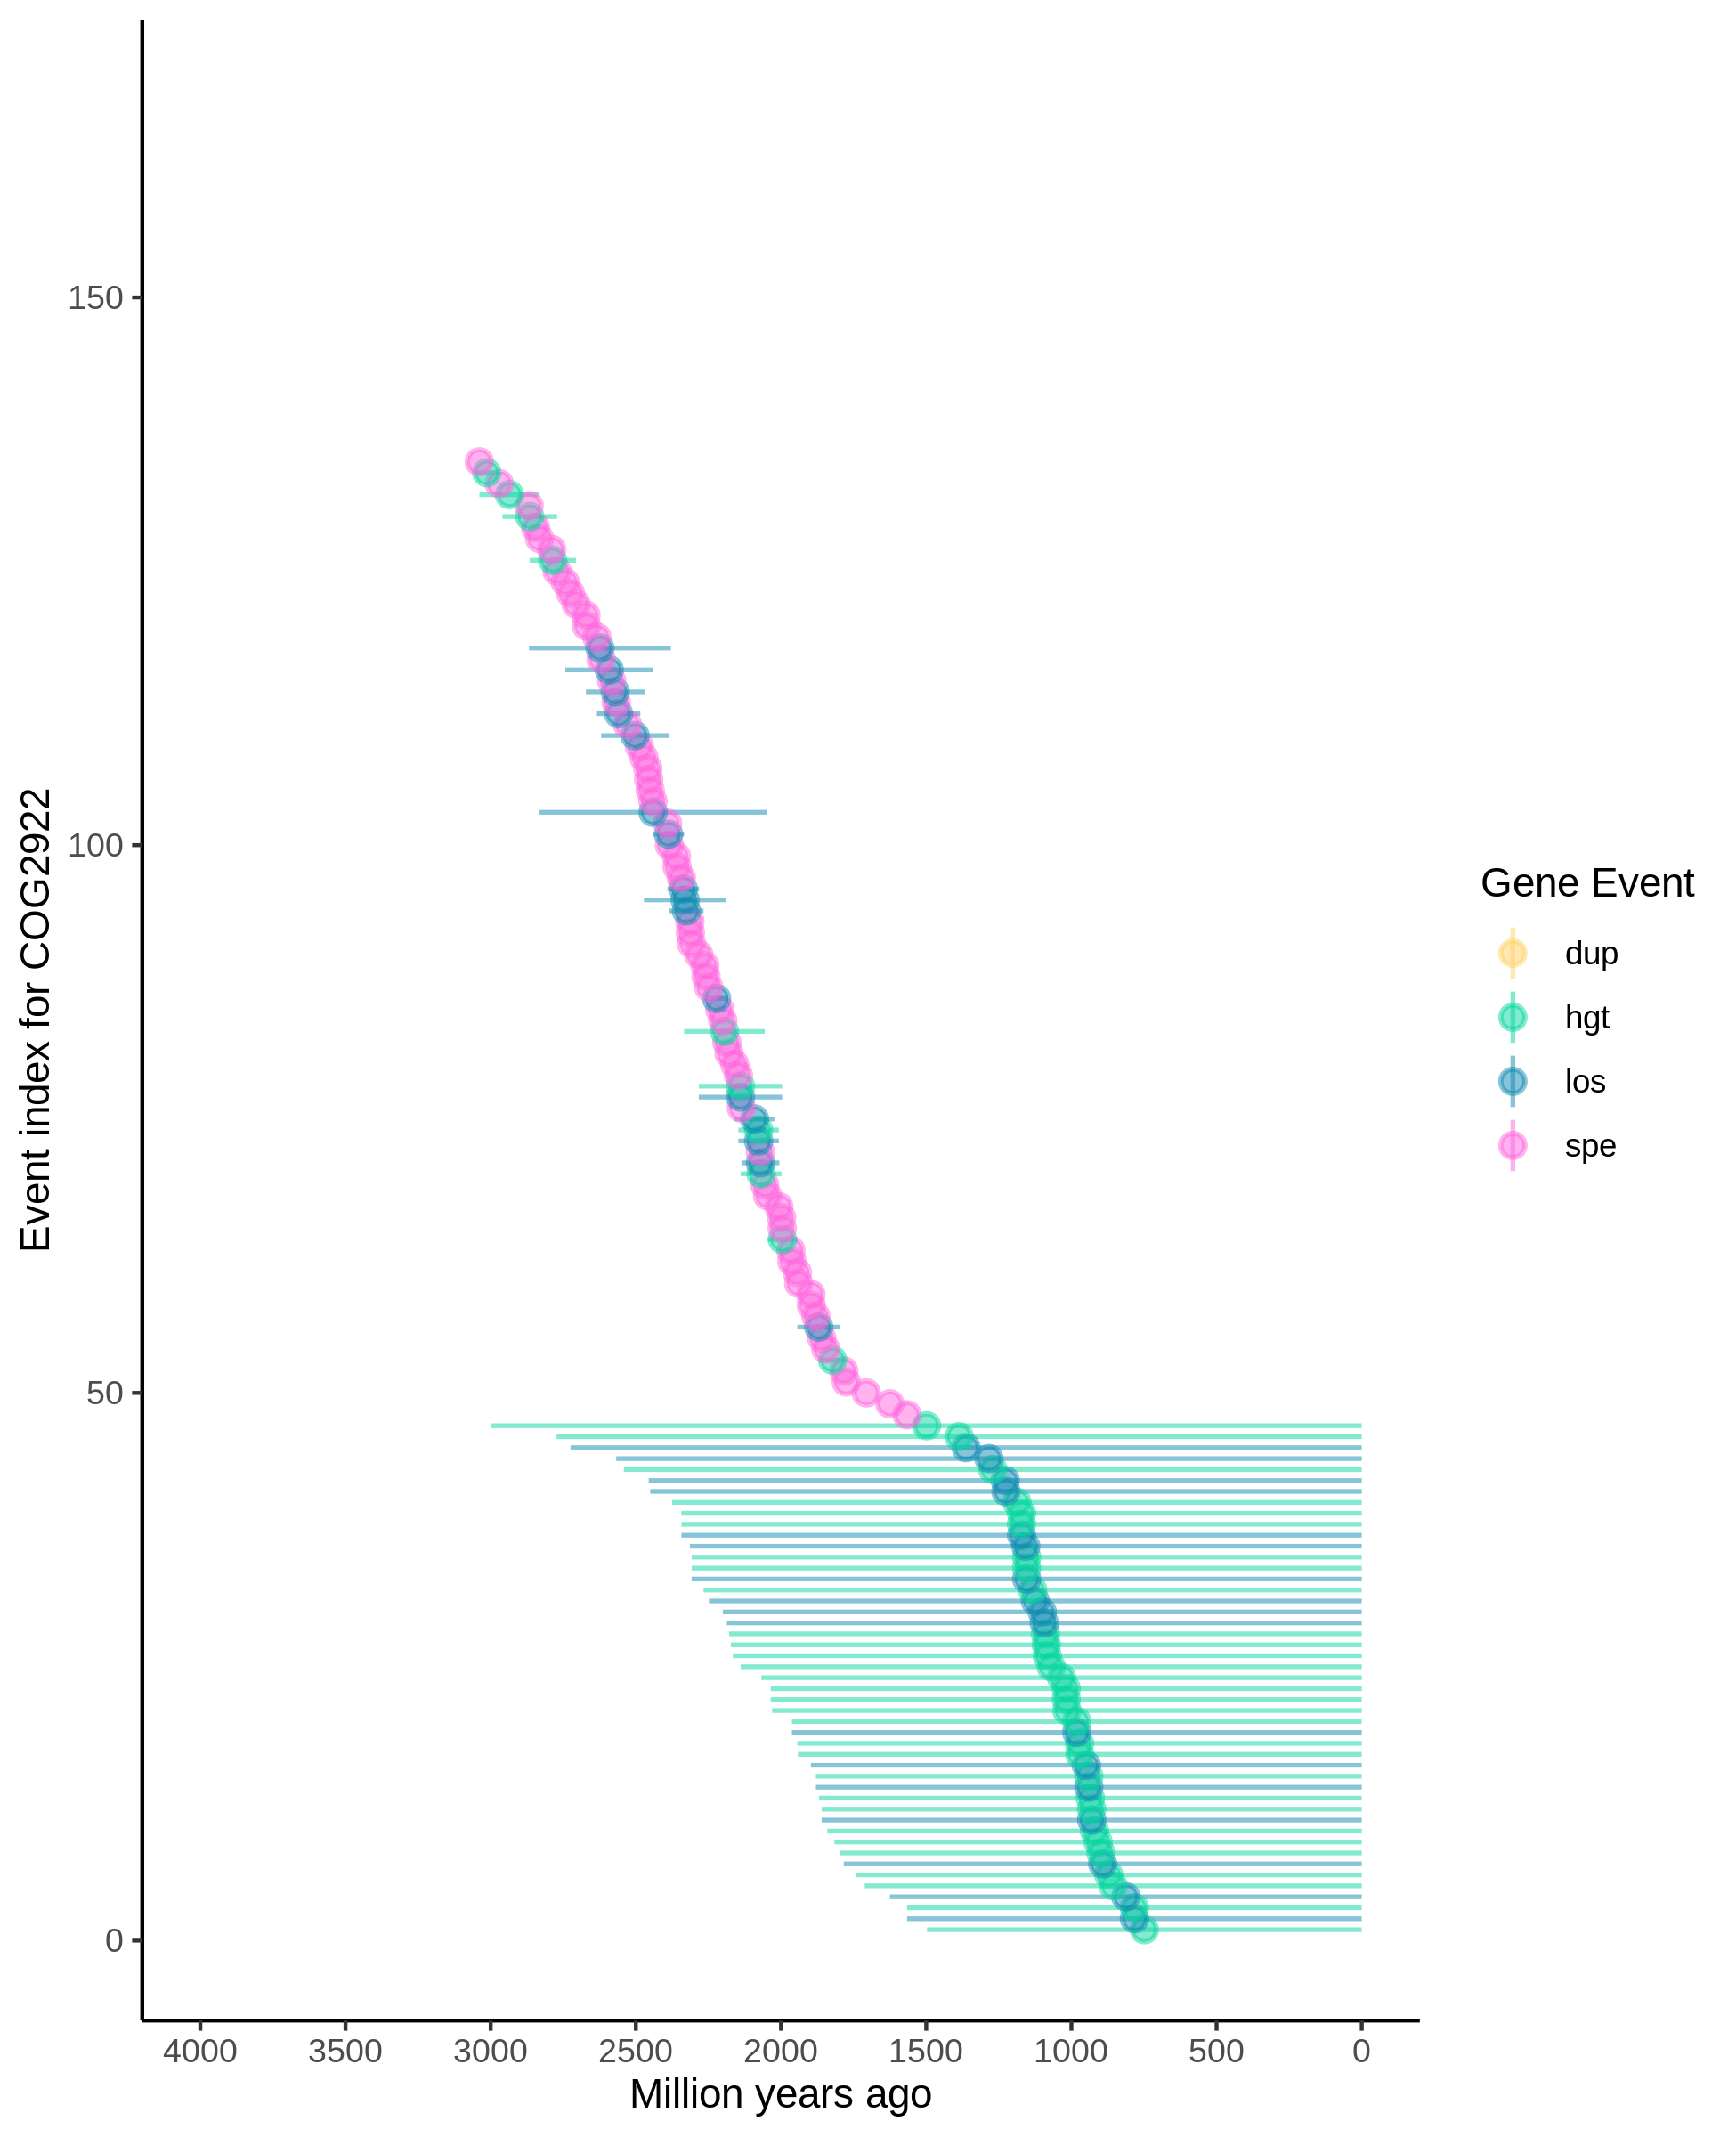 150
100
50
0
Event index for COG2922
4000 3500 3000 2500 2000 1500 1000 500 0
Million years ago
Gene Event
dup
hgt
los
spe